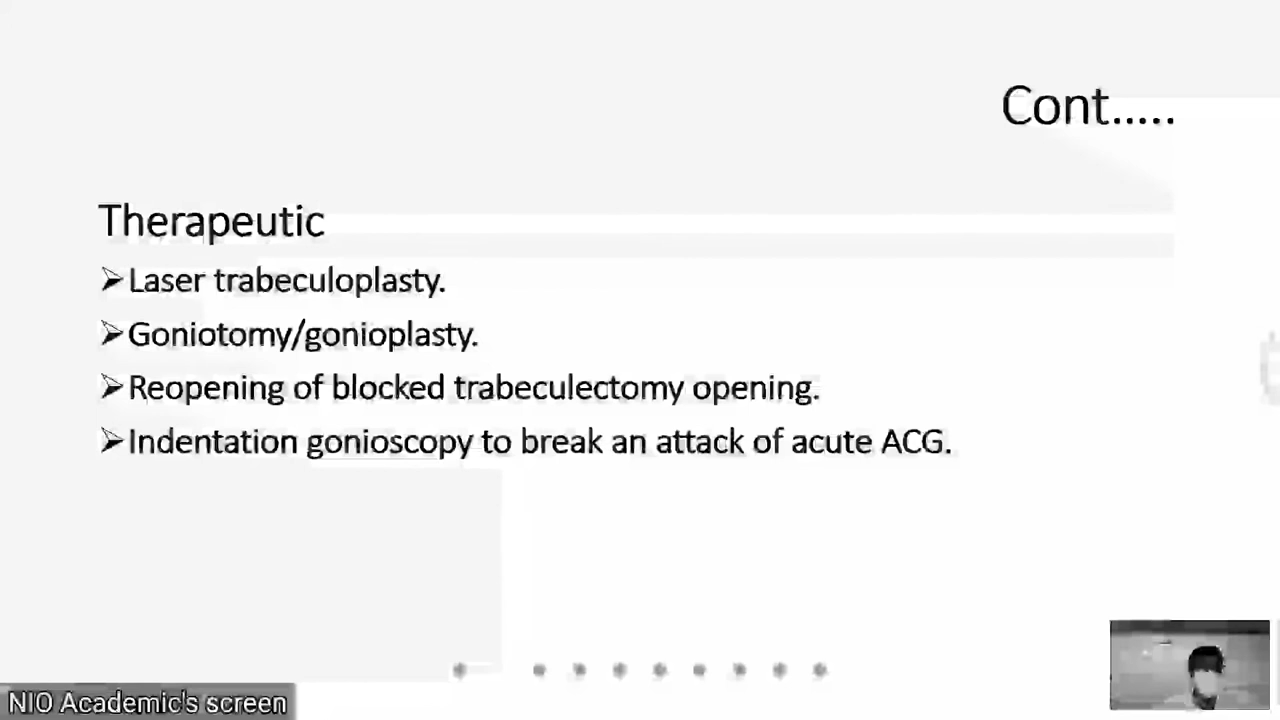 Cont.....
Therapeutic
➢Laser trabeculoplasty.
➢Goniotomy/gonioplasty.
➢Reopening of blocked trabeculectomy opening.
➢Indentation gonioscopy to break an attack of acute ACG.
NIO Academic's screen